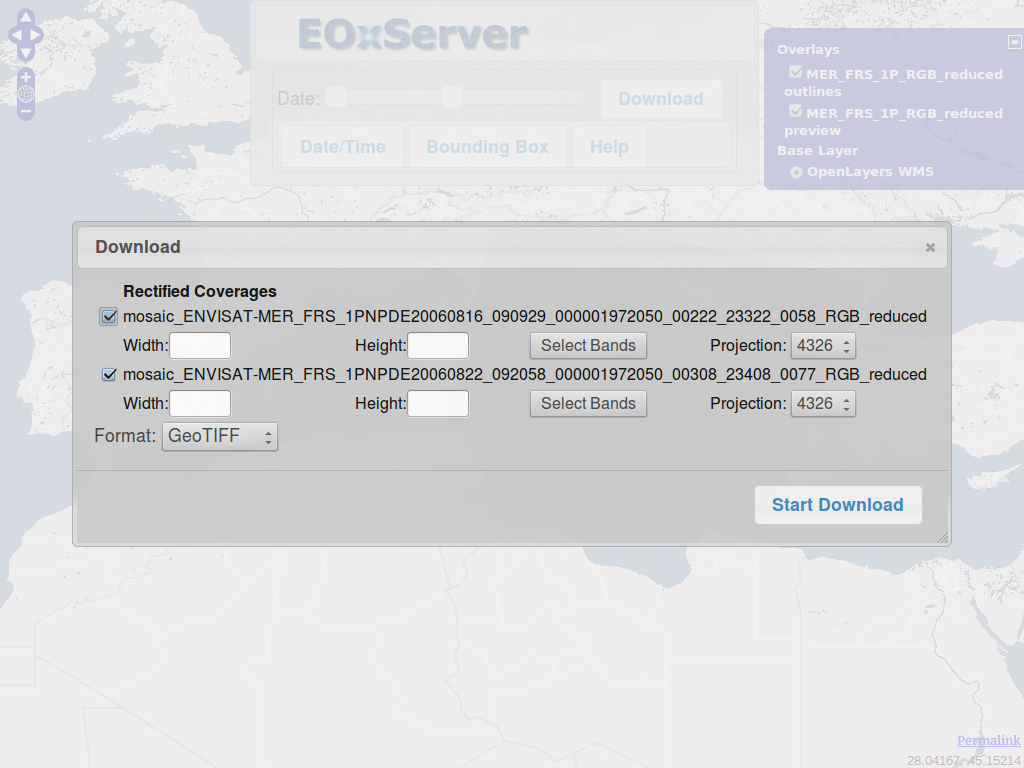 EOxServer
Date:
Download
Date/Time
Bounding Box
Help
Overlays
MER_FRS_1P_RGB_reduced
outlines
MER_FRS_1P_RGB_reduced
preview
Base Layer
OpenLayers WMS
Download
Rectified Coverages
mosaic_ENVISAT-MER_FRS_1PNPDE20060816_090929_000001972050_00222_23322_0058_RGB_reduced
Width: Height: Select Bands Projection: 4326
mosaic_ENVISAT-MER_FRS_1PNPDE20060822_092058_000001972050_00308_23408_0077_RGB_reduced
Width: Height: Select Bands Projection: 4326
Format: GeoTIFF
Start Download
Permalink
28.04167, 45.15214